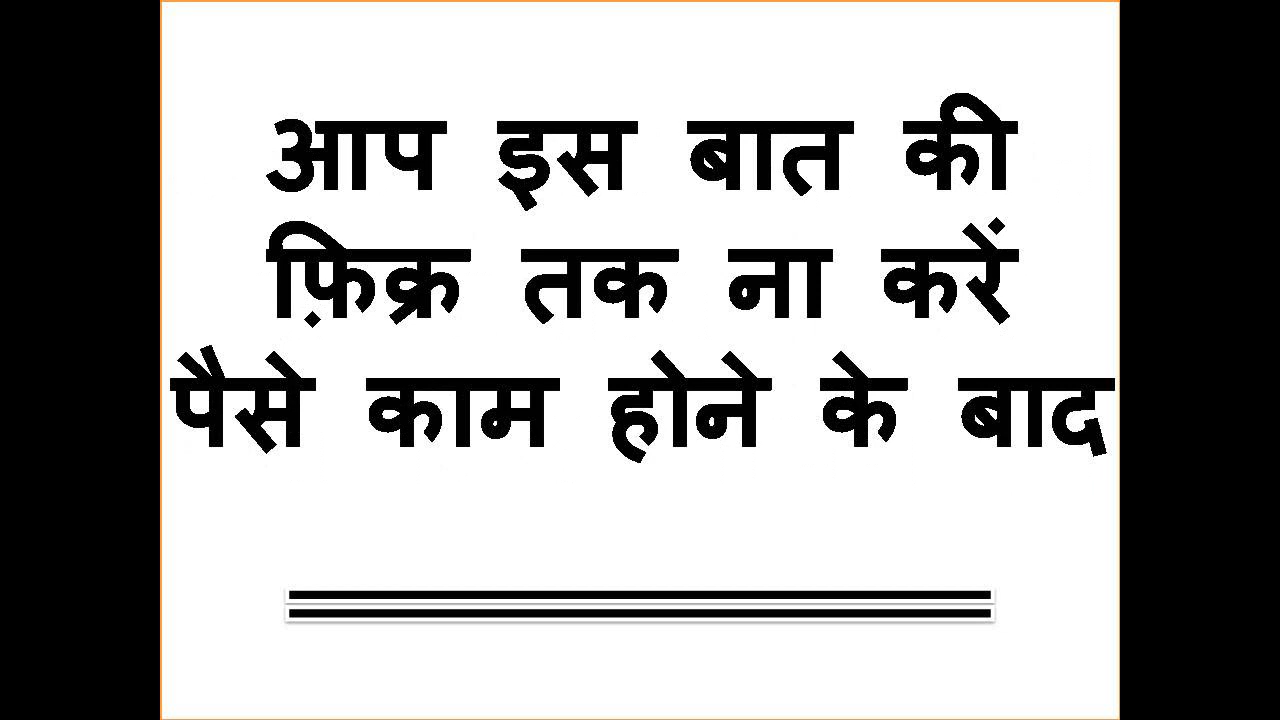 आप इस बात की
फ़िक्र तक ना करें
पैसे काम होने के बाद